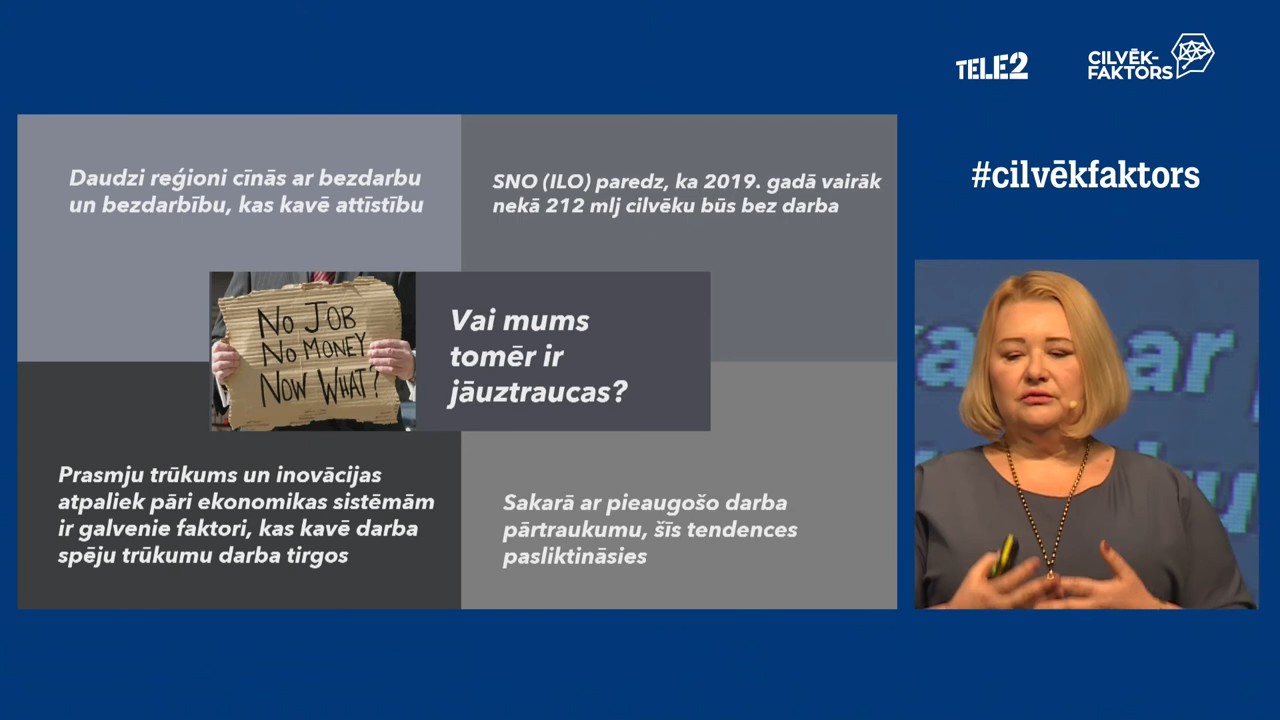 TELE2
CILVĒK-
FAKTORS
#cilvēkfaktors
Daudzi reģioni cīnās ar bezdarbu
un bezdarbību, kas kavē attīstību
SNO (ILO) paredz, ka 2019. gadā vairāk
nekā 212 mlj cilvēku būs bez darba
NO JOB
NO MONEY
NOW WHAT?
Vai mums
tomēr ir
jāuztraucas?
Prasmju trūkums un inovācijas
atpaliek pāri ekonomikas sistēmām
ir galvenie faktori, kas kavē darba
spēju trūkumu darba tirgos
Sakarā ar pieaugošo darba
pārtraukumu, šīs tendences
pasliktināsies
ar